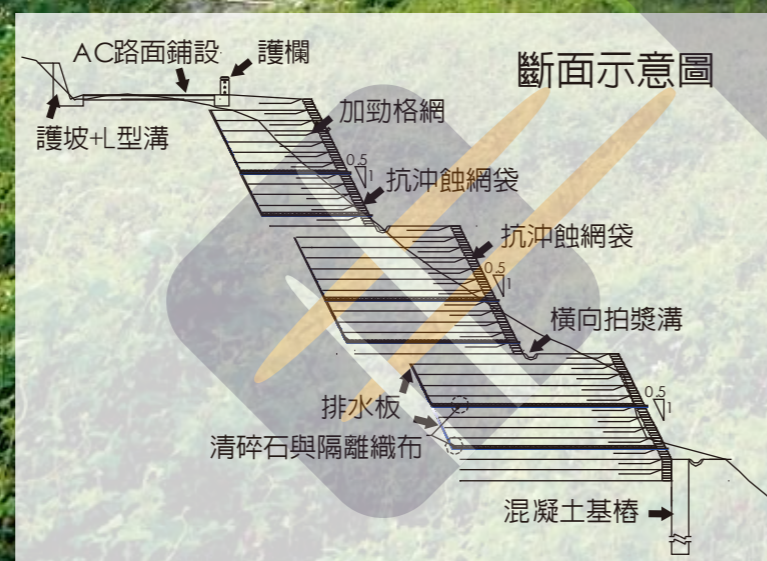 斷面示意圖
AC路面鋪設
護欄
護坡+L型溝
加勁格網
0.5
1
抗沖蝕網袋
抗沖蝕網袋
0.5
1
橫向拍漿溝
排水板
0.5
1
清碎石與隔離織布
混凝土基樁